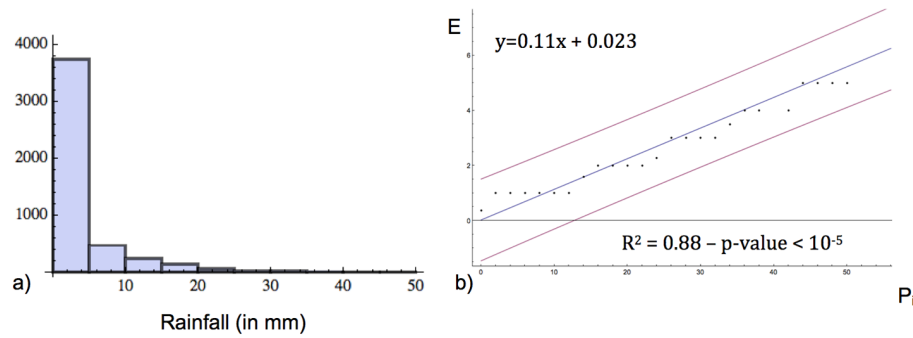 4000
3000
2000
1000
10 20 30 40 50
a)
Rainfall (in mm)
E
y=0.11x + 0.023
6
4
2
0
R² = 0.88 – p-value < 10⁻⁵
0 10 20 30 40 50
b)
Pᵢ